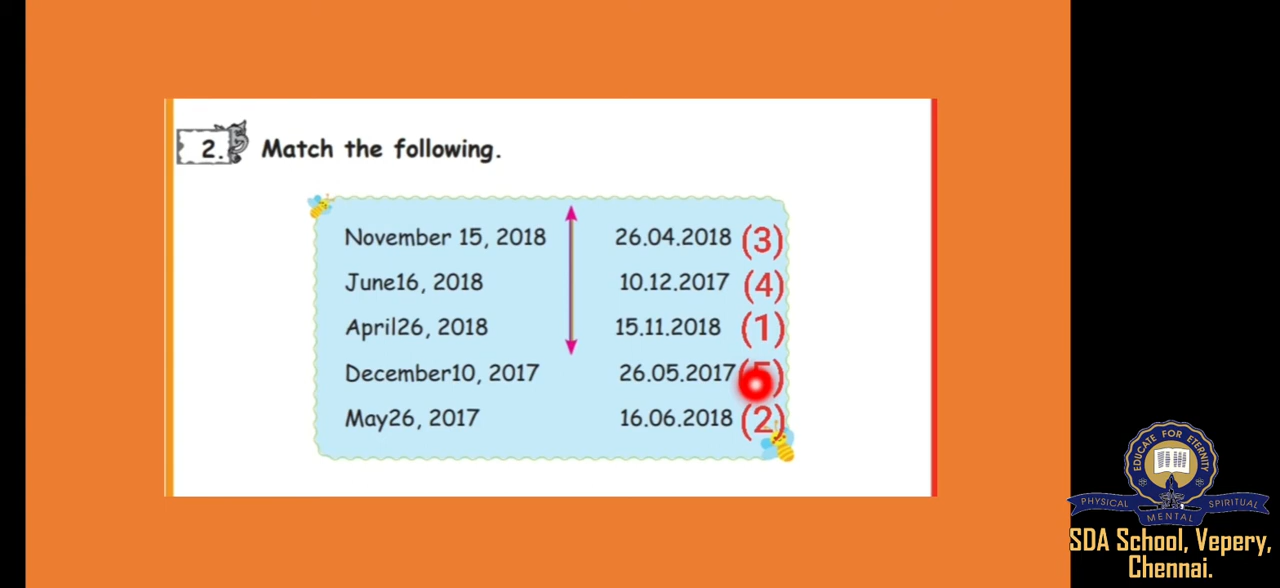 2. Match the following.
November 15, 2018 26.04.2018 (3)
June16, 2018 10.12.2017 (4)
April26, 2018 15.11.2018 (1)
December10, 2017 26.05.2017 (5)
May26, 2017 16.06.2018 (2)
EDUCATE FOR ETERNITY
PHYSICAL MENTAL SPIRITUAL
SDA School, Vepery,
Chennai.